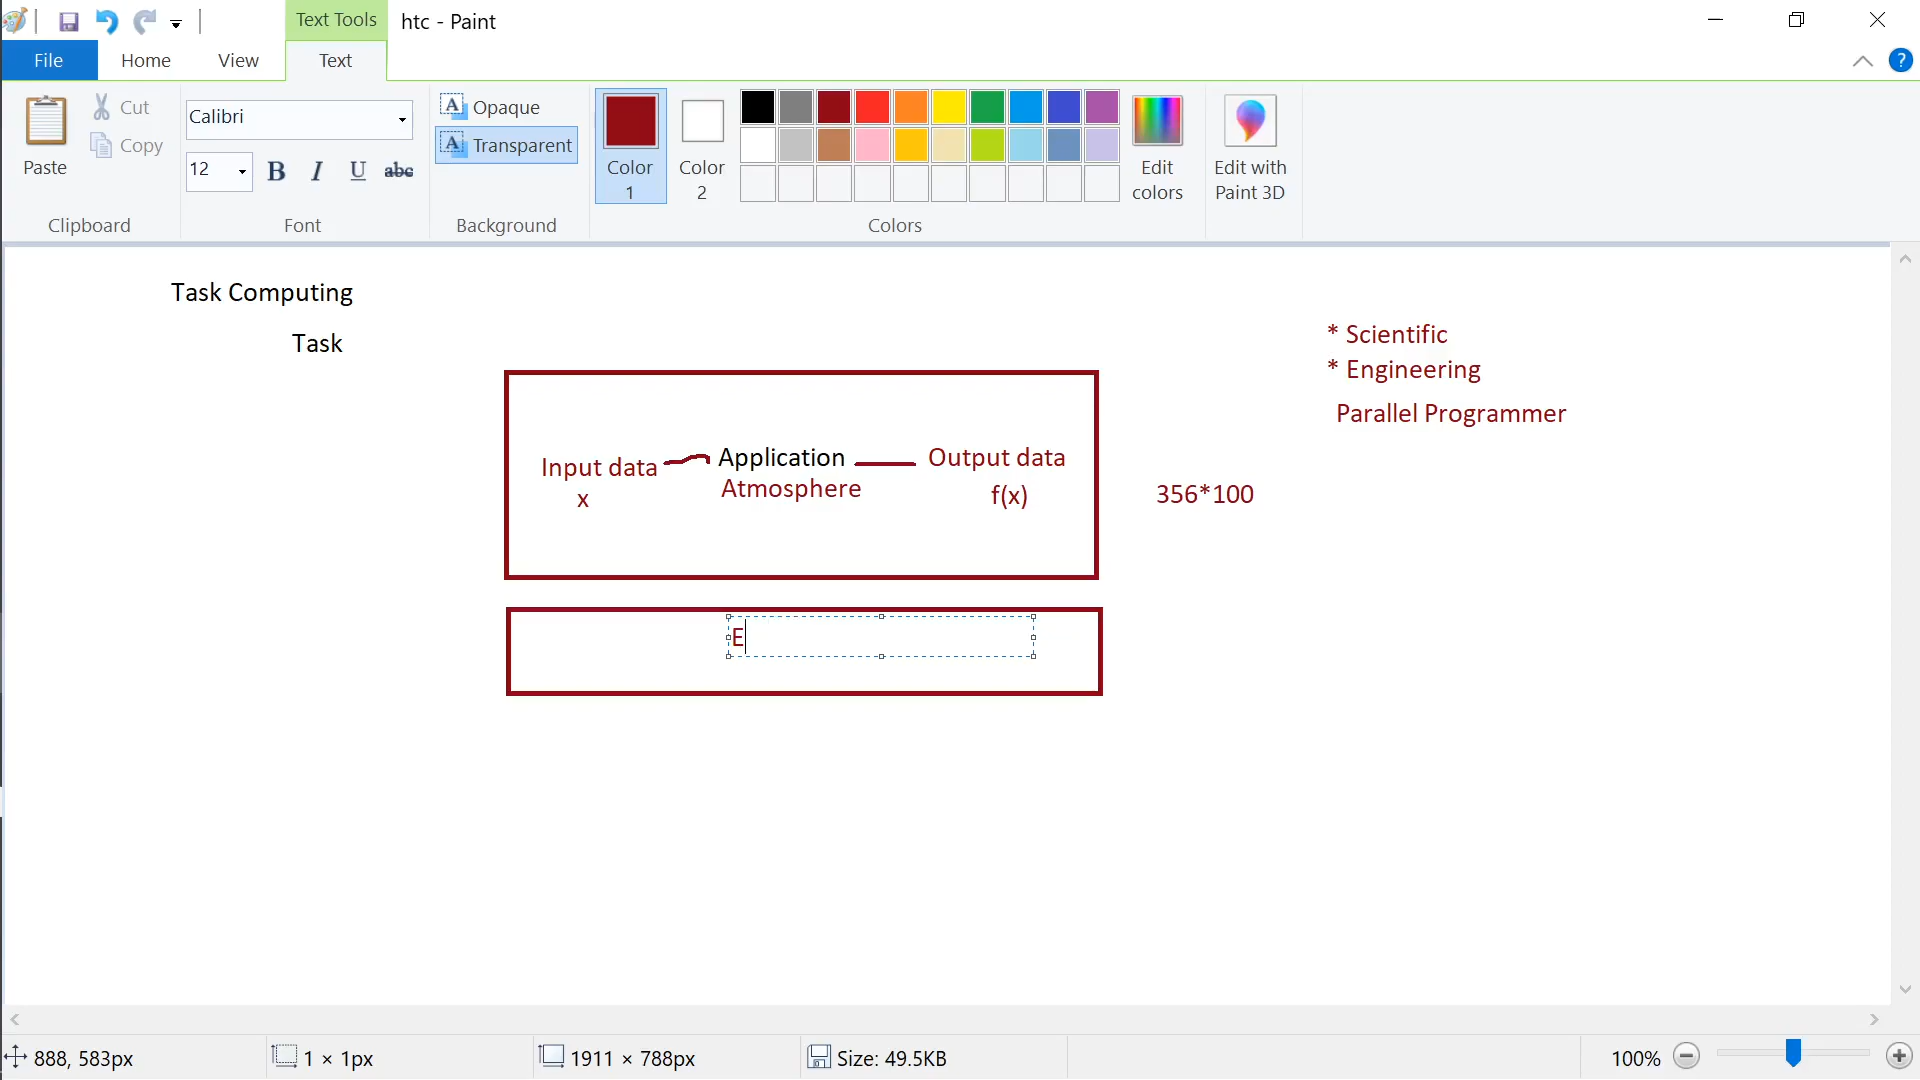 Text Tools
htc - Paint
File
Home
View
Text
?
Paste
Cut
Copy
Clipboard
Calibri
12
B I U abc
Font
A Opaque
A Transparent
Background
Color 1
Color 2
Colors
Edit colors
Edit with Paint 3D
Task Computing
Task
* Scientific
* Engineering
Parallel Programmer
Input data
x
Application
Atmosphere
Output data
f(x)
356*100
E
888, 583px
1 × 1px
1911 × 788px
Size: 49.5KB
100%